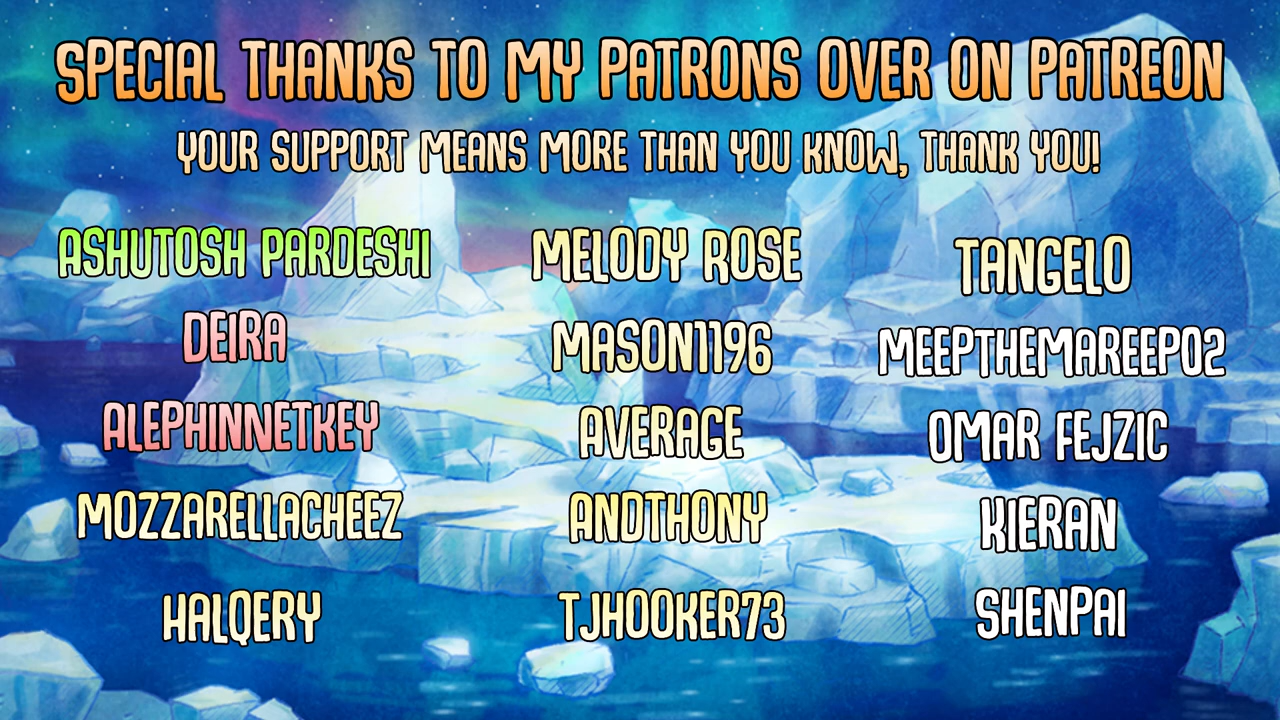 SPECIAL THANKS TO MY PATRONS OVER ON PATREON
YOUR SUPPORT MEANS MORE THAN YOU KNOW, THANK YOU!
ASHUTOSH PARDESHI
DEIRA
ALEPHINNETKEY
MOZZARELLACHEEZ
HALQERY
MELODY ROSE
MASON1196
AVERAGE
ANDTHONY
TJHOOKER73
TANGELO
MEEPTHEMAREEP02
OMAR FEJZIC
KIERAN
SHENPAI